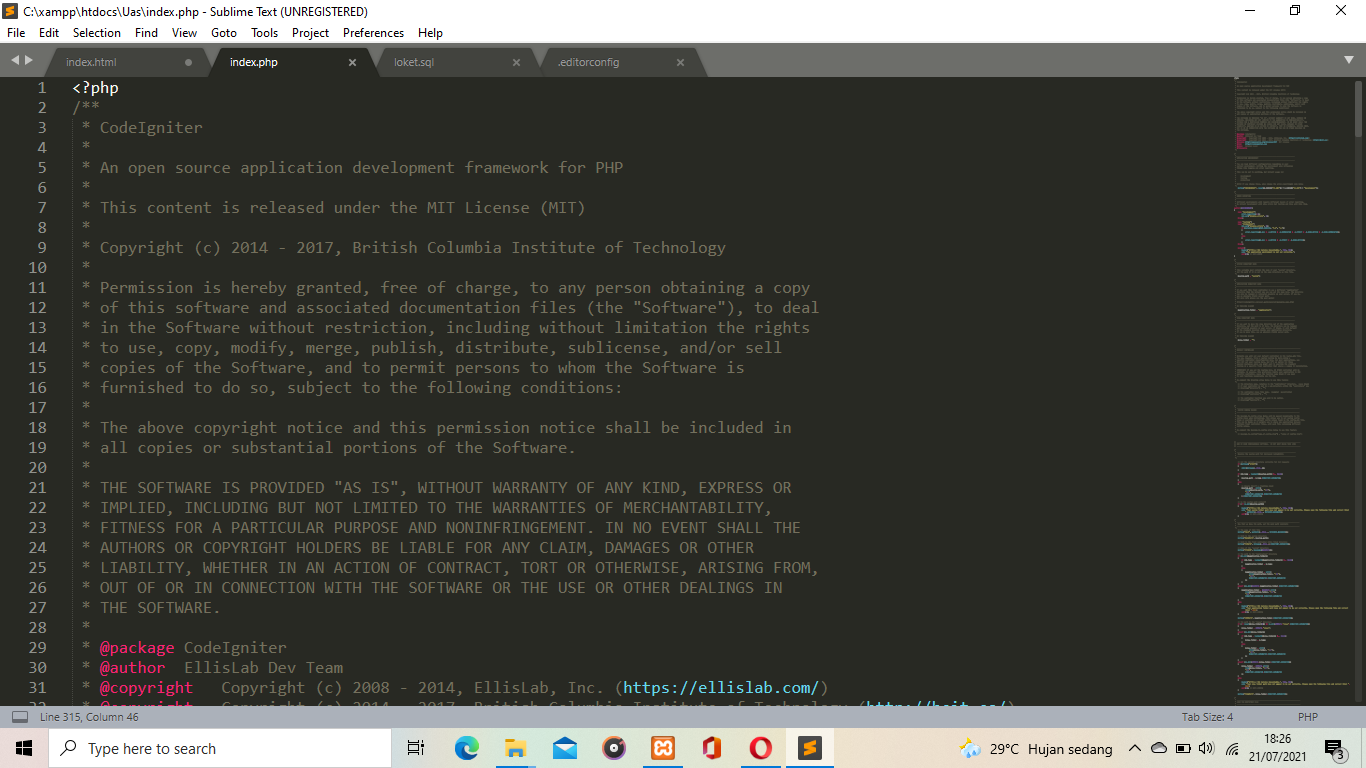 C:\xampp\htdocs\Uas\index.php - Sublime Text (UNREGISTERED)
File Edit Selection Find View Goto Tools Project Preferences Help
index.html index.php loket.sql .editorconfig
1 <?php
2 /**
3 * CodeIgniter
4 *
5 * An open source application development framework for PHP
6 *
7 * This content is released under the MIT License (MIT)
8 *
9 * Copyright (c) 2014 - 2017, British Columbia Institute of Technology
10 *
11 * Permission is hereby granted, free of charge, to any person obtaining a copy
12 * of this software and associated documentation files (the "Software"), to deal
13 * in the Software without restriction, including without limitation the rights
14 * to use, copy, modify, merge, publish, distribute, sublicense, and/or sell
15 * copies of the Software, and to permit persons to whom the Software is
16 * furnished to do so, subject to the following conditions:
17 *
18 * The above copyright notice and this permission notice shall be included in
19 * all copies or substantial portions of the Software.
20 *
21 * THE SOFTWARE IS PROVIDED "AS IS", WITHOUT WARRANTY OF ANY KIND, EXPRESS OR
22 * IMPLIED, INCLUDING BUT NOT LIMITED TO THE WARRANTIES OF MERCHANTABILITY,
23 * FITNESS FOR A PARTICULAR PURPOSE AND NONINFRINGEMENT. IN NO EVENT SHALL THE
24 * AUTHORS OR COPYRIGHT HOLDERS BE LIABLE FOR ANY CLAIM, DAMAGES OR OTHER
25 * LIABILITY, WHETHER IN AN ACTION OF CONTRACT, TORT OR OTHERWISE, ARISING FROM,
26 * OUT OF OR IN CONNECTION WITH THE SOFTWARE OR THE USE OR OTHER DEALINGS IN
27 * THE SOFTWARE.
28 *
29 * @package CodeIgniter
30 * @author EllisLab Dev Team
31 * @copyright Copyright (c) 2008 - 2014, EllisLab, Inc. (https://ellislab.com/)
32 * @copyright Copyright (c) 2014 - 2017, British Columbia Institute of Technology (http://bcit.ca/)
Line 315, Column 46 Tab Size: 4 PHP
Type here to search
29°C Hujan sedang
18:26
21/07/2021
3